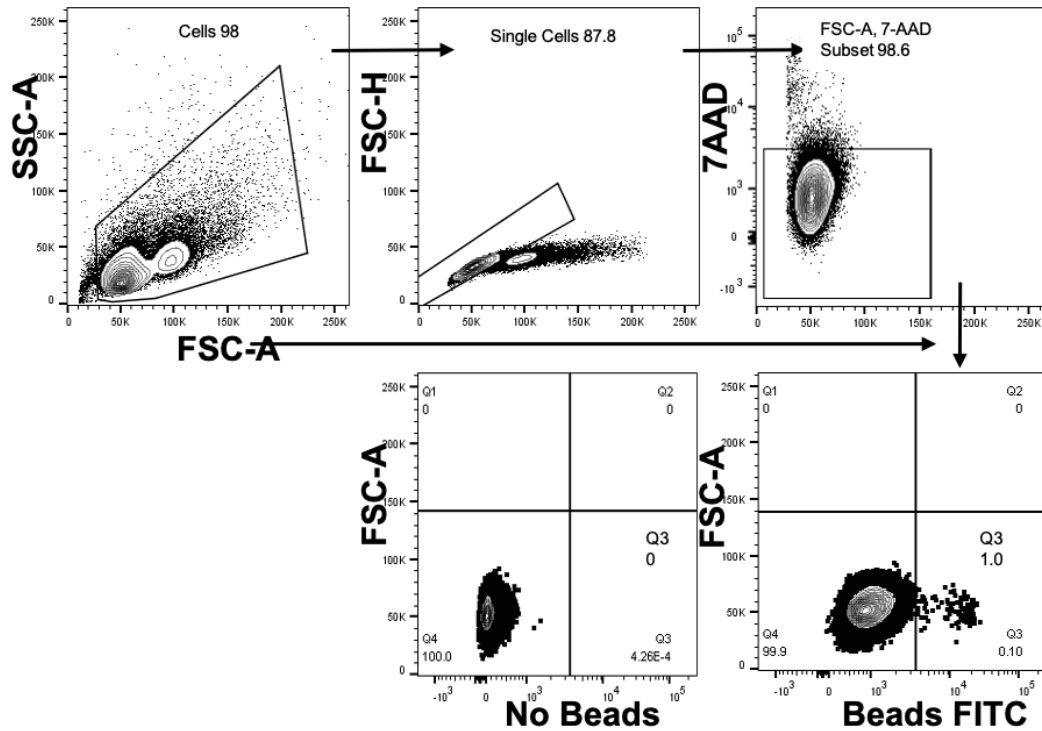 Cells 98
SSC-A
250K
200K
150K
100K
50K
0
0 50K 100K 150K 200K 250K
FSC-A
Single Cells 87.8
FSC-H
250K
200K
150K
100K
50K
0
0 50K 100K 150K 200K 250K
FSC-A, 7-AAD
Subset 98.6
7AAD
10^5
10^4
10^3
0
-10^3
0 50K 100K 150K 200K 250K
Q1
0
Q2
0
FSC-A
250K
200K
150K
100K
50K
0
Q3
0
Q4
100.0
Q3
4.26E-4
-10^3 0 10^3 10^4 10^5
No Beads
Q1
0
Q2
0
FSC-A
250K
200K
150K
100K
50K
0
Q3
1.0
Q4
99.9
Q3
0.10
-10^3 0 10^3 10^4 10^5
Beads FITC